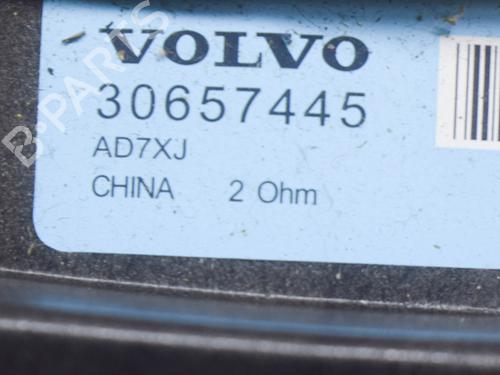 B-PARTS
VOLVO
30657445
AD7XJ
CHINA 2 Ohm